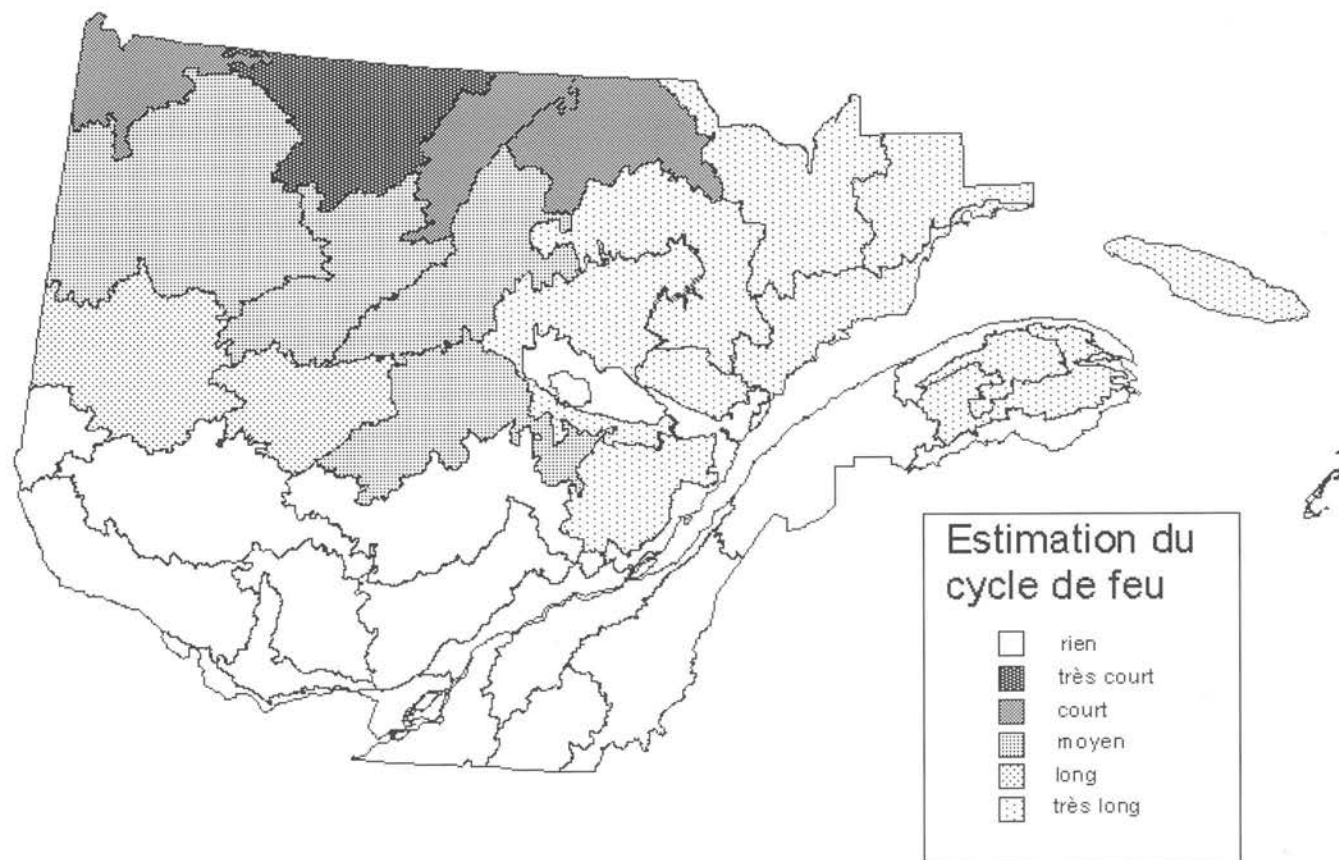 Estimation du
cycle de feu
rien
très court
court
moyen
long
très long